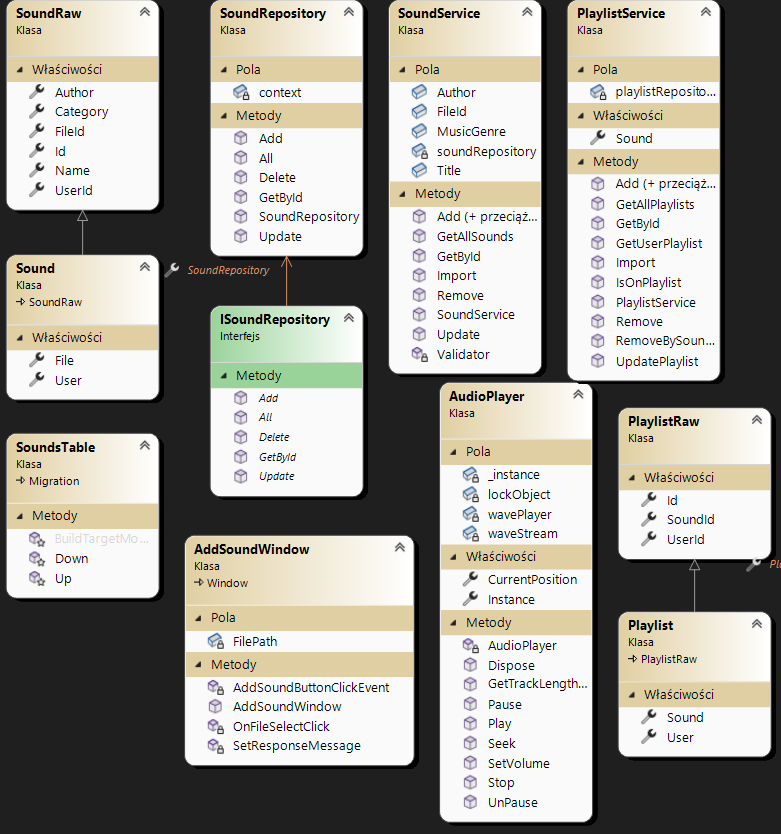 SoundRaw
Klasa
Właściwości
Author
Category
FileId
Id
Name
UserId
SoundRepository
Klasa
Pola
context
Metody
Add
All
Delete
GetById
SoundRepository
Update
SoundService
Klasa
Pola
Author
FileId
MusicGenre
soundRepository
Title
Metody
Add (+ przeciąż...
GetAllSounds
GetById
Import
Remove
SoundService
Update
Validator
PlaylistService
Klasa
Pola
playlistReposito...
Właściwości
Sound
Metody
Add (+ przeciąż...
GetAllPlaylists
GetById
GetUserPlaylist
Import
IsOnPlaylist
PlaylistService
Remove
RemoveBySoun...
UpdatePlaylist
Sound
Klasa
SoundRaw
Właściwości
File
User
SoundRepository
ISoundRepository
Interfejs
Metody
Add
All
Delete
GetById
Update
SoundsTable
Klasa
Migration
Metody
BuildTargetMo...
Down
Up
AddSoundWindow
Klasa
Window
Pola
FilePath
Metody
AddSoundButtonClickEvent
AddSoundWindow
OnFileSelectClick
SetResponseMessage
AudioPlayer
Klasa
Pola
_instance
lockObject
wavePlayer
waveStream
Właściwości
CurrentPosition
Instance
Metody
AudioPlayer
Dispose
GetTrackLength...
Pause
Play
Seek
SetVolume
Stop
UnPause
PlaylistRaw
Klasa
Właściwości
Id
SoundId
UserId
Playlist
Klasa
PlaylistRaw
Właściwości
Sound
User